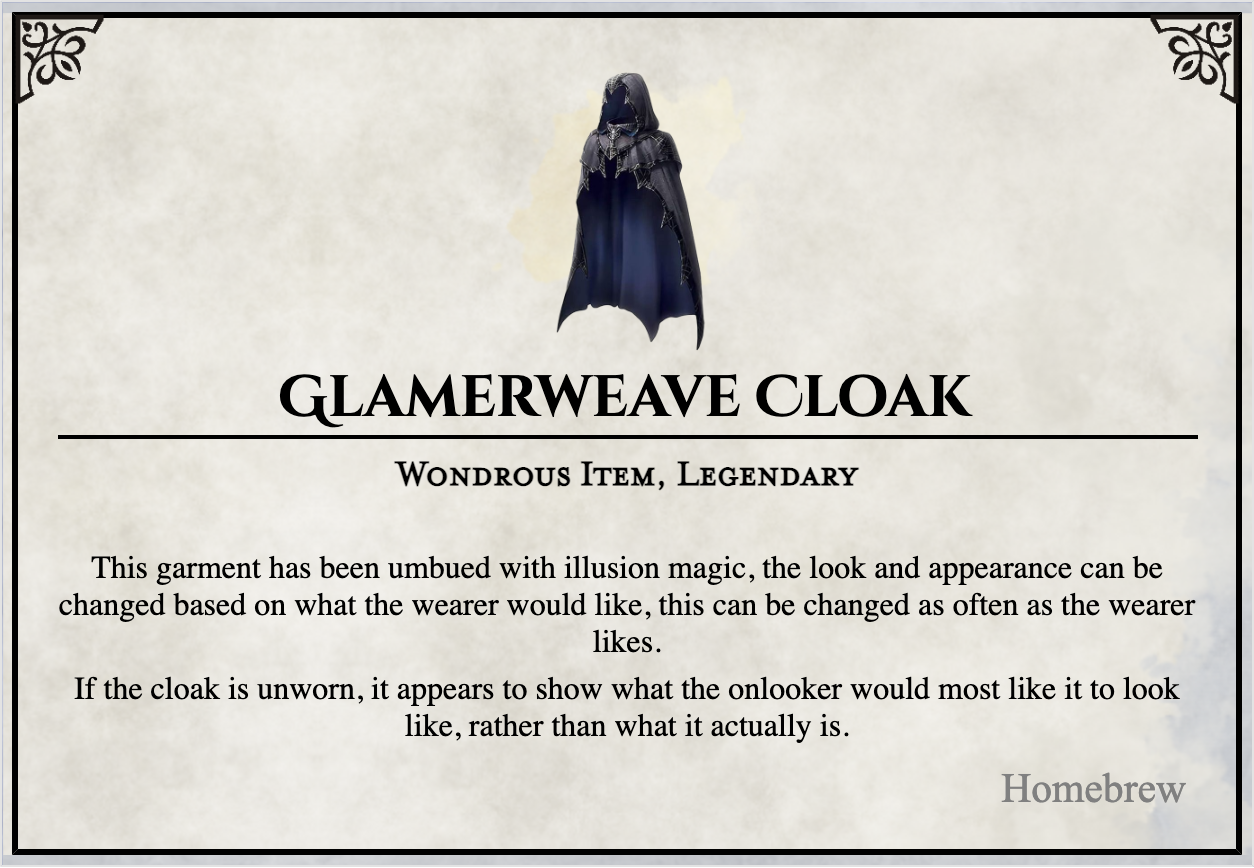 Glamerweave Cloak
Wondrous Item, Legendary
This garment has been umbued with illusion magic, the look and appearance can be
changed based on what the wearer would like, this can be changed as often as the wearer
likes.
If the cloak is unworn, it appears to show what the onlooker would most like it to look
like, rather than what it actually is.
Homebrew